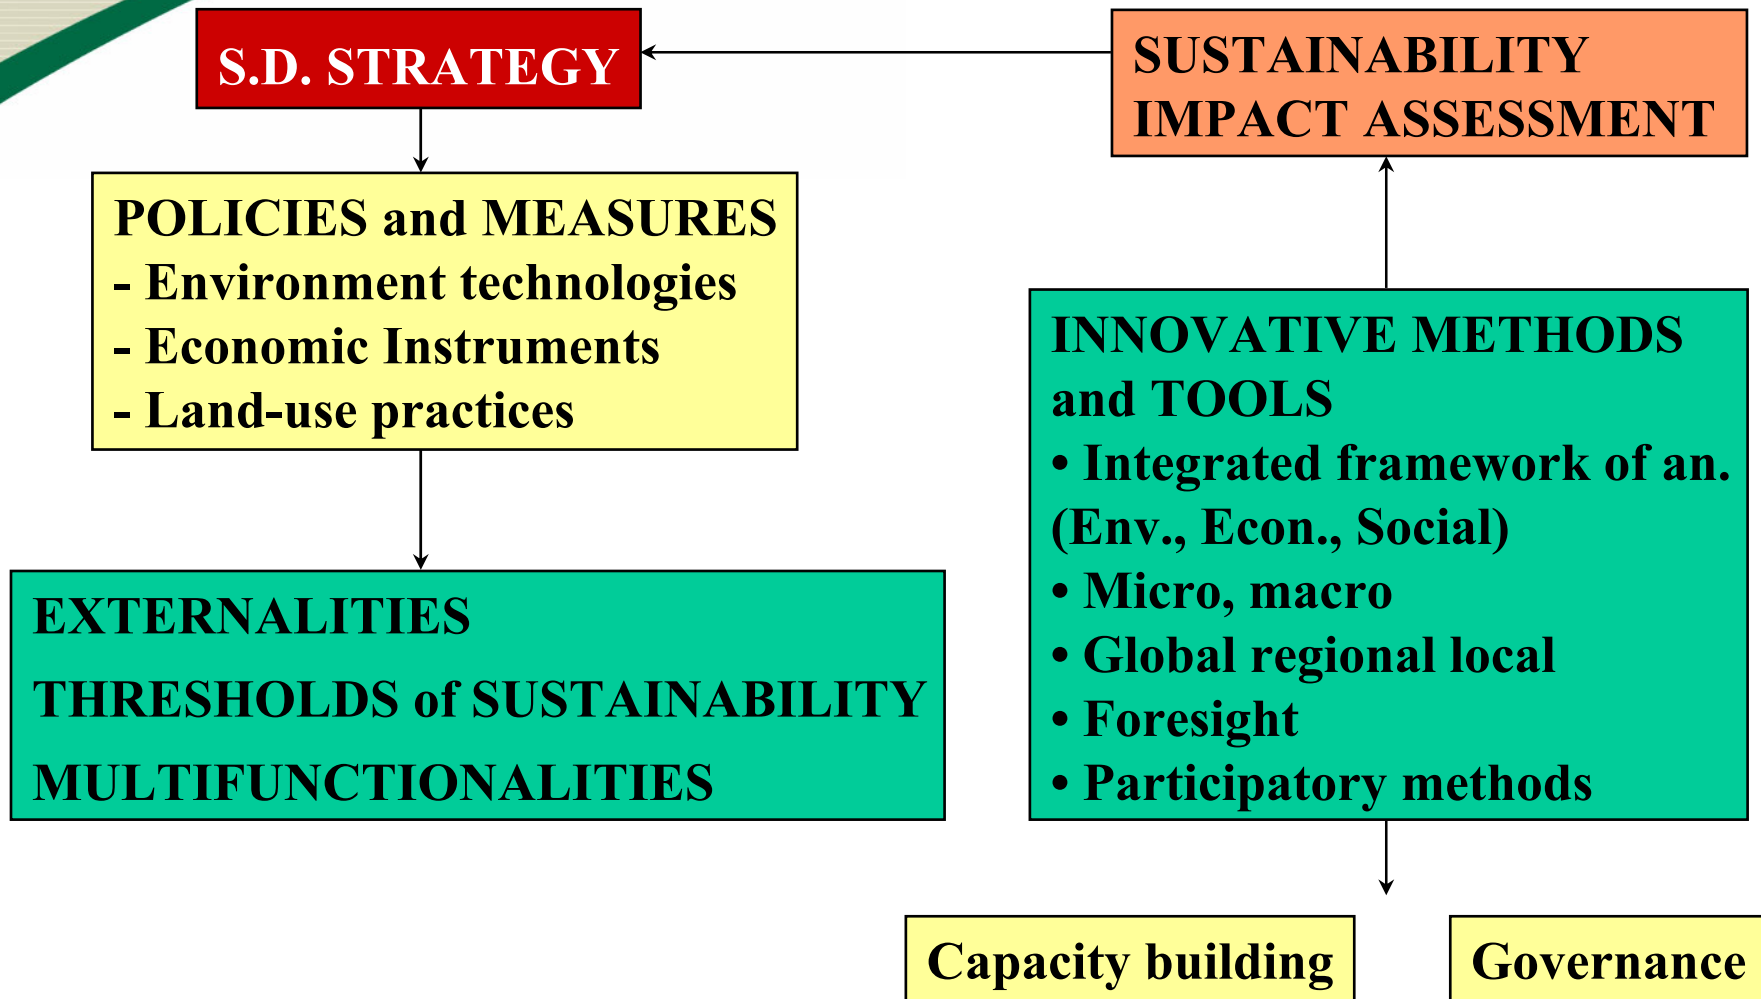 S.D. STRATEGY
SUSTAINABILITY
IMPACT ASSESSMENT
POLICIES and MEASURES
- Environment technologies
- Economic Instruments
- Land-use practices
EXTERNALITIES
THRESHOLDS of SUSTAINABILITY
MULTIFUNCTIONALITIES
INNOVATIVE METHODS
and TOOLS
• Integrated framework of an.
(Env., Econ., Social)
• Micro, macro
• Global regional local
• Foresight
• Participatory methods
Capacity building
Governance